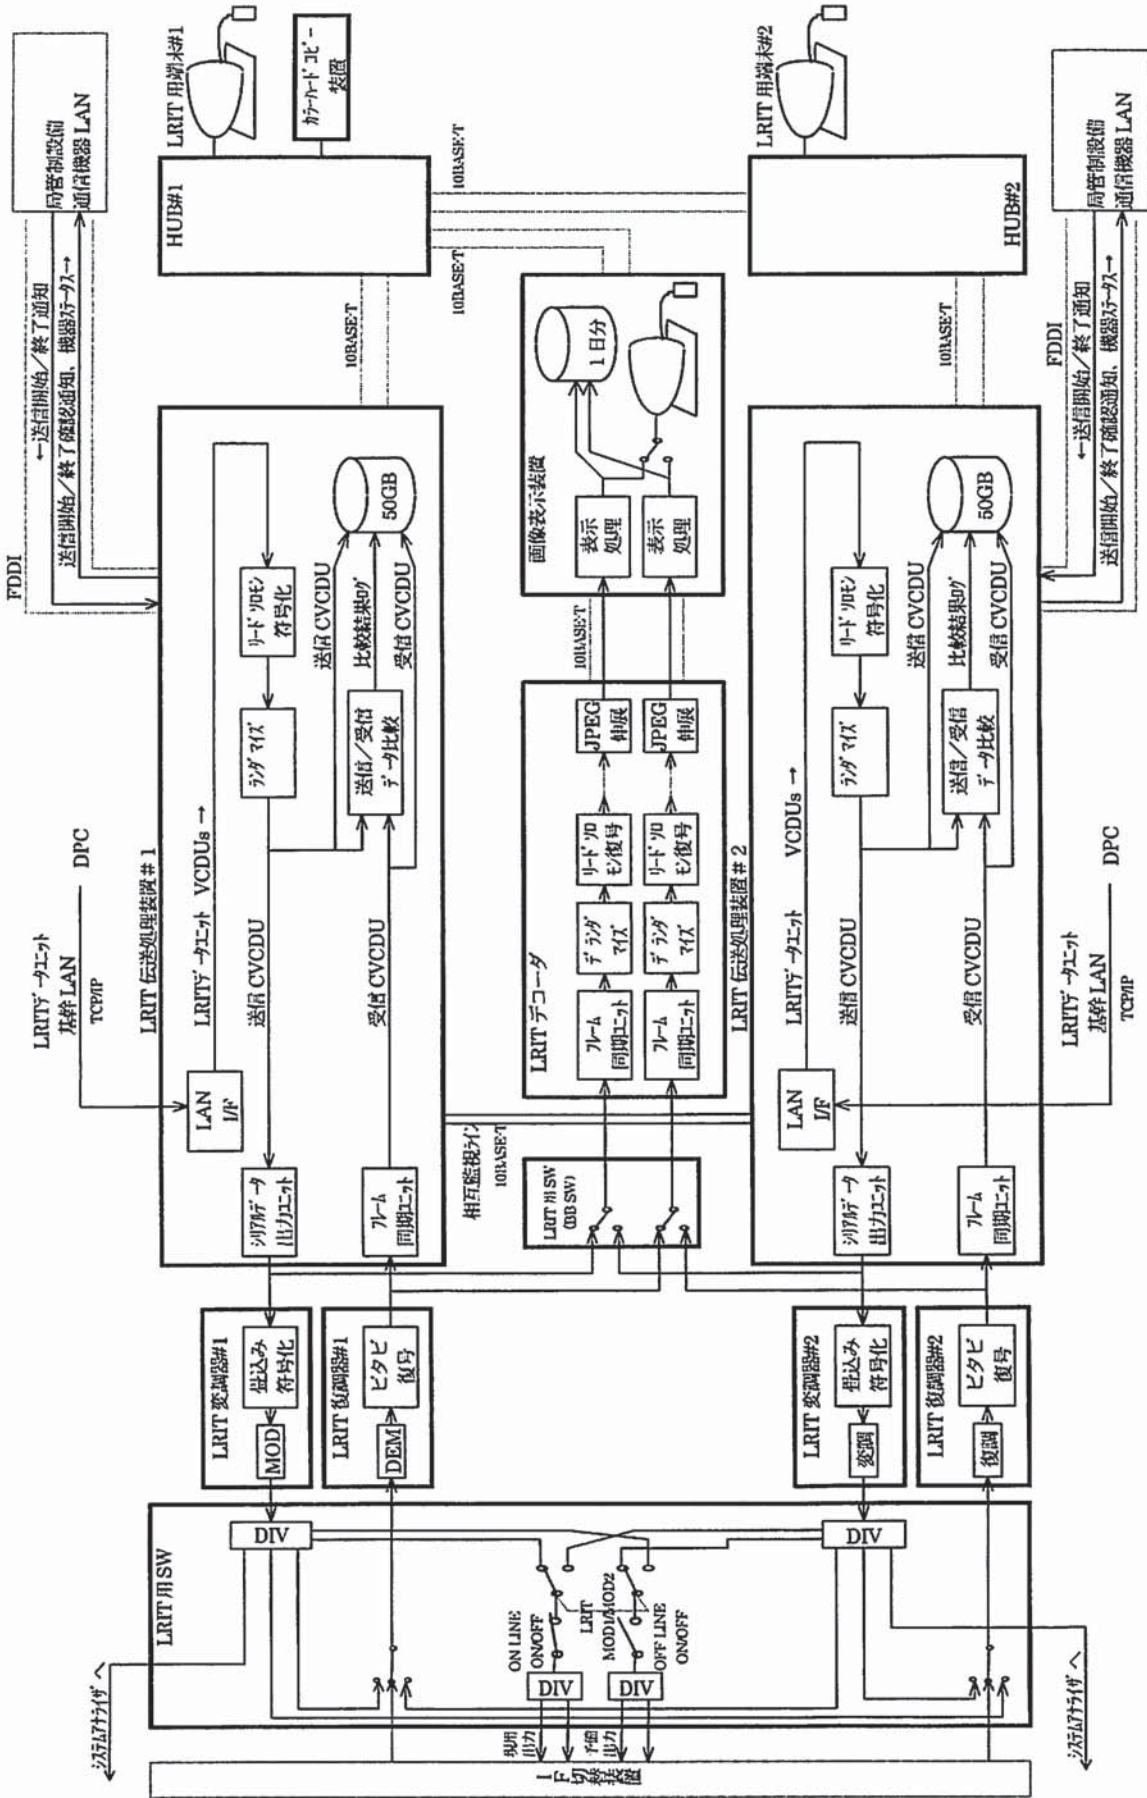 FDDI
←送信開始／終了通知
送信開始／終了確認通知、機器ｽﾃｰﾀｽ→
局管制設備
通信機器 LAN
LRITﾃﾞｰﾀﾕﾆｯﾄ
基幹 LAN
TCP/IP
DPC
LRIT 伝送処理装置＃1
LAN
I/F
LRITﾃﾞｰﾀﾕﾆｯﾄ VCDUs →
ﾘｰﾄﾞｿﾛﾓﾝ
符号化
ﾗﾝﾀﾞﾏｲｽﾞ
送信 CVCDU
ｼﾘｱﾙﾃﾞｰﾀ
出力ﾕﾆｯﾄ
送信 CVCDU
送信／受信
ﾃﾞｰﾀ比較
比較結果ﾛｸﾞ
受信 CVCDU
50GB
受信 CVCDU
ﾌﾚｰﾑ
同期ﾕﾆｯﾄ
10BASE-T
HUB#1
LRIT 用端末#1
ｶﾗｰﾊｰﾄﾞｺﾋﾟｰ
装置
10BASE-T
10BASE-T
LRIT 変調器#1
畳込み
符号化
MOD
LRIT 復調器#1
ビタビ
復号
DEM
相互監視ﾗｲﾝ
10BASE-T
LRIT 用 SW
(BB SW)
LRIT デコーダ
ﾌﾚｰﾑ
同期ﾕﾆｯﾄ
ﾃﾞﾗﾝﾀﾞ
ﾏｲｽﾞ
ﾘｰﾄﾞｿﾛ
ﾓﾝ復号
JPEG
伸展
ﾌﾚｰﾑ
同期ﾕﾆｯﾄ
ﾃﾞﾗﾝﾀﾞ
ﾏｲｽﾞ
ﾘｰﾄﾞｿﾛ
ﾓﾝ復号
JPEG
伸展
10BASE-T
画像表示装置
表示
処理
表示
処理
1日分
LRIT 用SW
ｼｽﾃﾑｱﾅﾗｲｻﾞへ
DIV
ON LINE
ON/OFF
LRIT
MOD1/MOD2
OFF LINE
ON/OFF
DIV
DIV
現用
出力
予備
出力
IF切替装置
DIV
ｼｽﾃﾑｱﾅﾗｲｻﾞへ
LRIT 変調器#2
畳込み
符号化
変調
LRIT 復調器#2
ビタビ
復号
復調
LRIT 伝送処理装置＃2
LAN
I/F
LRITﾃﾞｰﾀﾕﾆｯﾄ VCDUs →
ﾘｰﾄﾞｿﾛﾓﾝ
符号化
ﾗﾝﾀﾞﾏｲｽﾞ
送信 CVCDU
ｼﾘｱﾙﾃﾞｰﾀ
出力ﾕﾆｯﾄ
送信 CVCDU
送信／受信
ﾃﾞｰﾀ比較
比較結果ﾛｸﾞ
受信 CVCDU
50GB
受信 CVCDU
ﾌﾚｰﾑ
同期ﾕﾆｯﾄ
10BASE-T
HUB#2
LRIT 用端末#2
LRITﾃﾞｰﾀﾕﾆｯﾄ
基幹 LAN
TCP/IP
DPC
FDDI
←送信開始／終了通知
送信開始／終了確認通知、機器ｽﾃｰﾀｽ→
局管制設備
通信機器 LAN